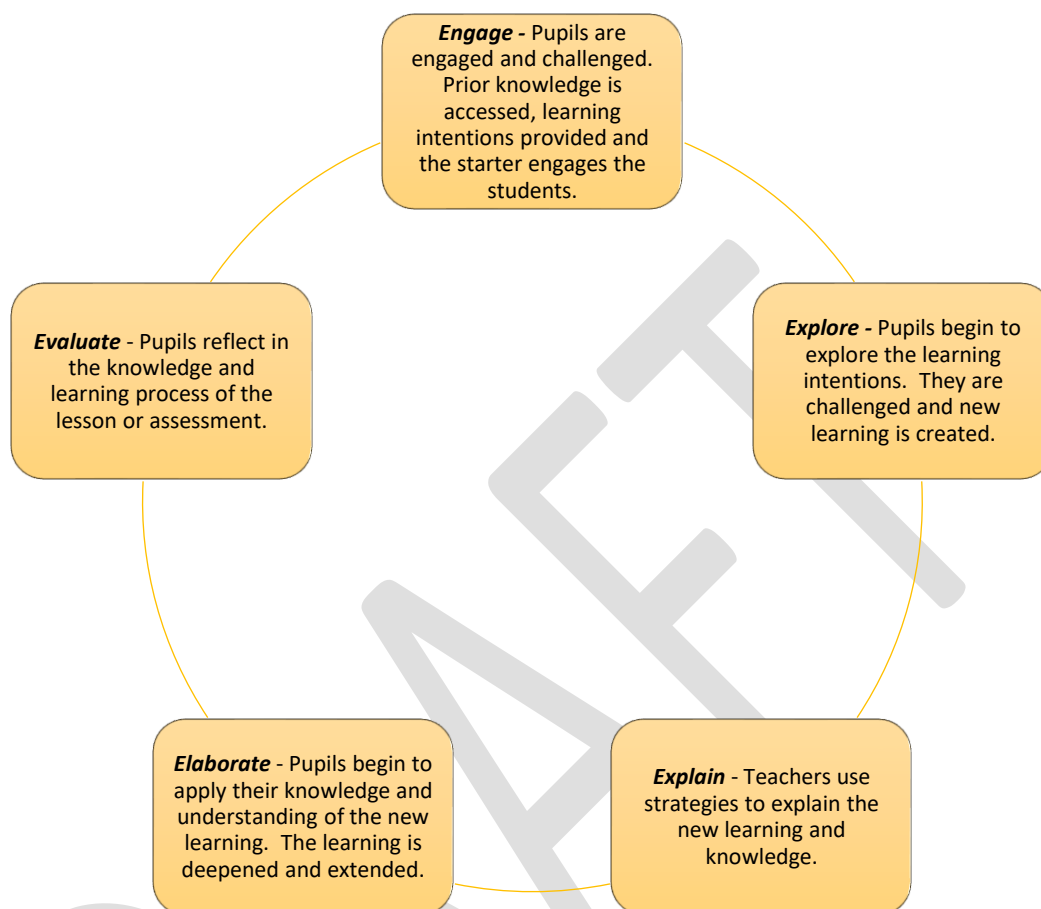 Engage - Pupils are
engaged and challenged.
Prior knowledge is
accessed, learning
intentions provided and
the starter engages the
students.
Explore - Pupils begin to
explore the learning
intentions.  They are
challenged and new
learning is created.
Explain - Teachers use
strategies to explain the
new learning and
knowledge.
Elaborate - Pupils begin to
apply their knowledge and
understanding of the new
learning.  The learning is
deepened and extended.
Evaluate - Pupils reflect in
the knowledge and
learning process of the
lesson or assessment.